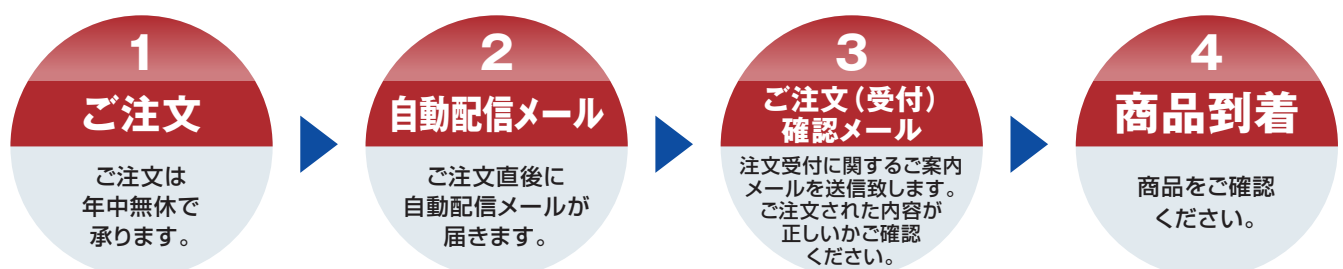 1
ご注文
ご注文は
年中無休で
承ります。
2
自動配信メール
ご注文直後に
自動配信メールが
届きます。
3
ご注文(受付)
確認メール
注文受付に関するご案内
メールを送信致します。
ご注文された内容が
正しいかご確認
ください。
4
商品到着
商品をご確認
ください。